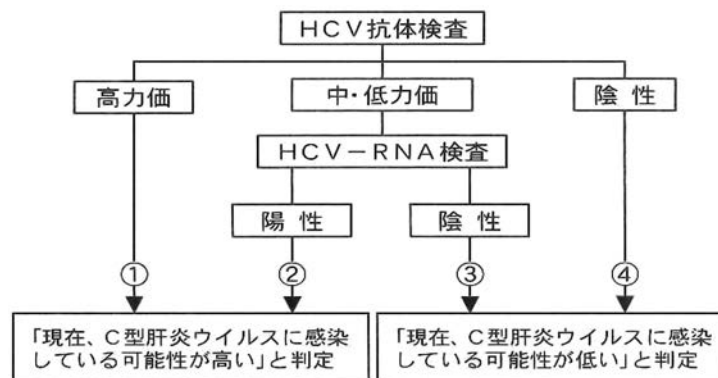 HCV抗体検査
高力価
中・低力価
陰性
HCV－RNA検査
陽性
陰性
①
②
③
④
「現在、C型肝炎ウイルスに感染
している可能性が高い」と判定
「現在、C型肝炎ウイルスに感染
している可能性が低い」と判定